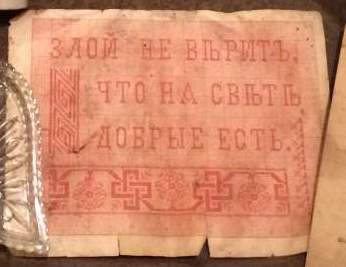 ЗЛОЙ НЕ ВѢРИТЪ,
ЧТО НА СВѢТѢ
ДОБРЫЕ ЕСТЬ.